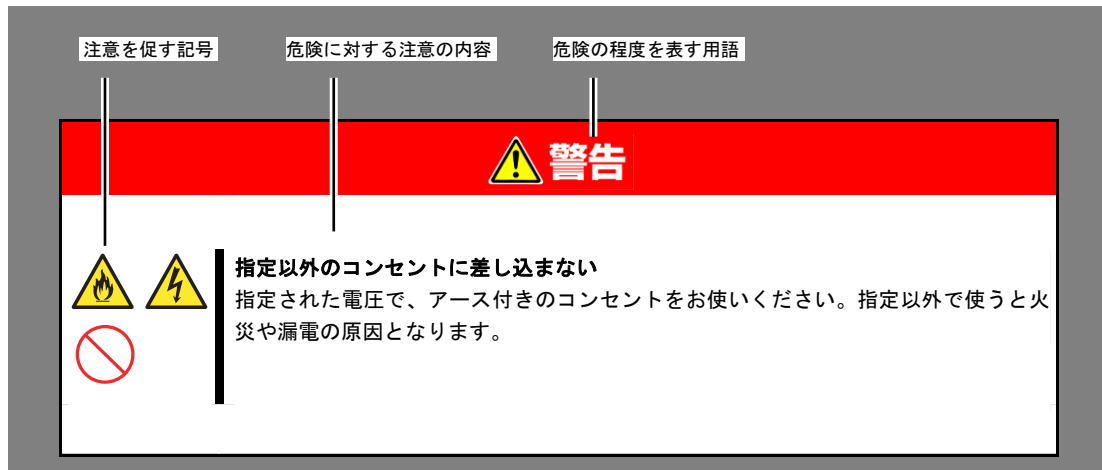 注意を促す記号
危険に対する注意の内容
危険の程度を表す用語
警告
指定以外のコンセントに差し込まない
指定された電圧で、アース付きのコンセントをお使いください。指定以外で使うと火
災や漏電の原因となります。